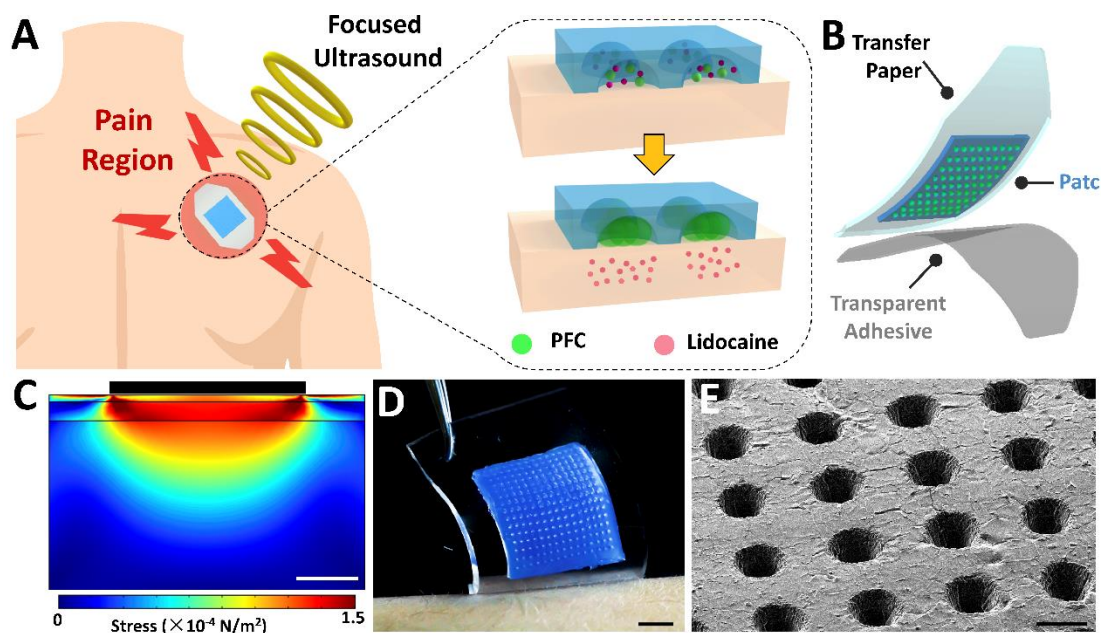 A
Focused
Ultrasound
Pain
Region
PFC
Lidocaine
B
Transfer
Paper
Patc
Transparent
Adhesive
C
0
1.5
Stress (×10⁻⁴ N/m²)
D
E